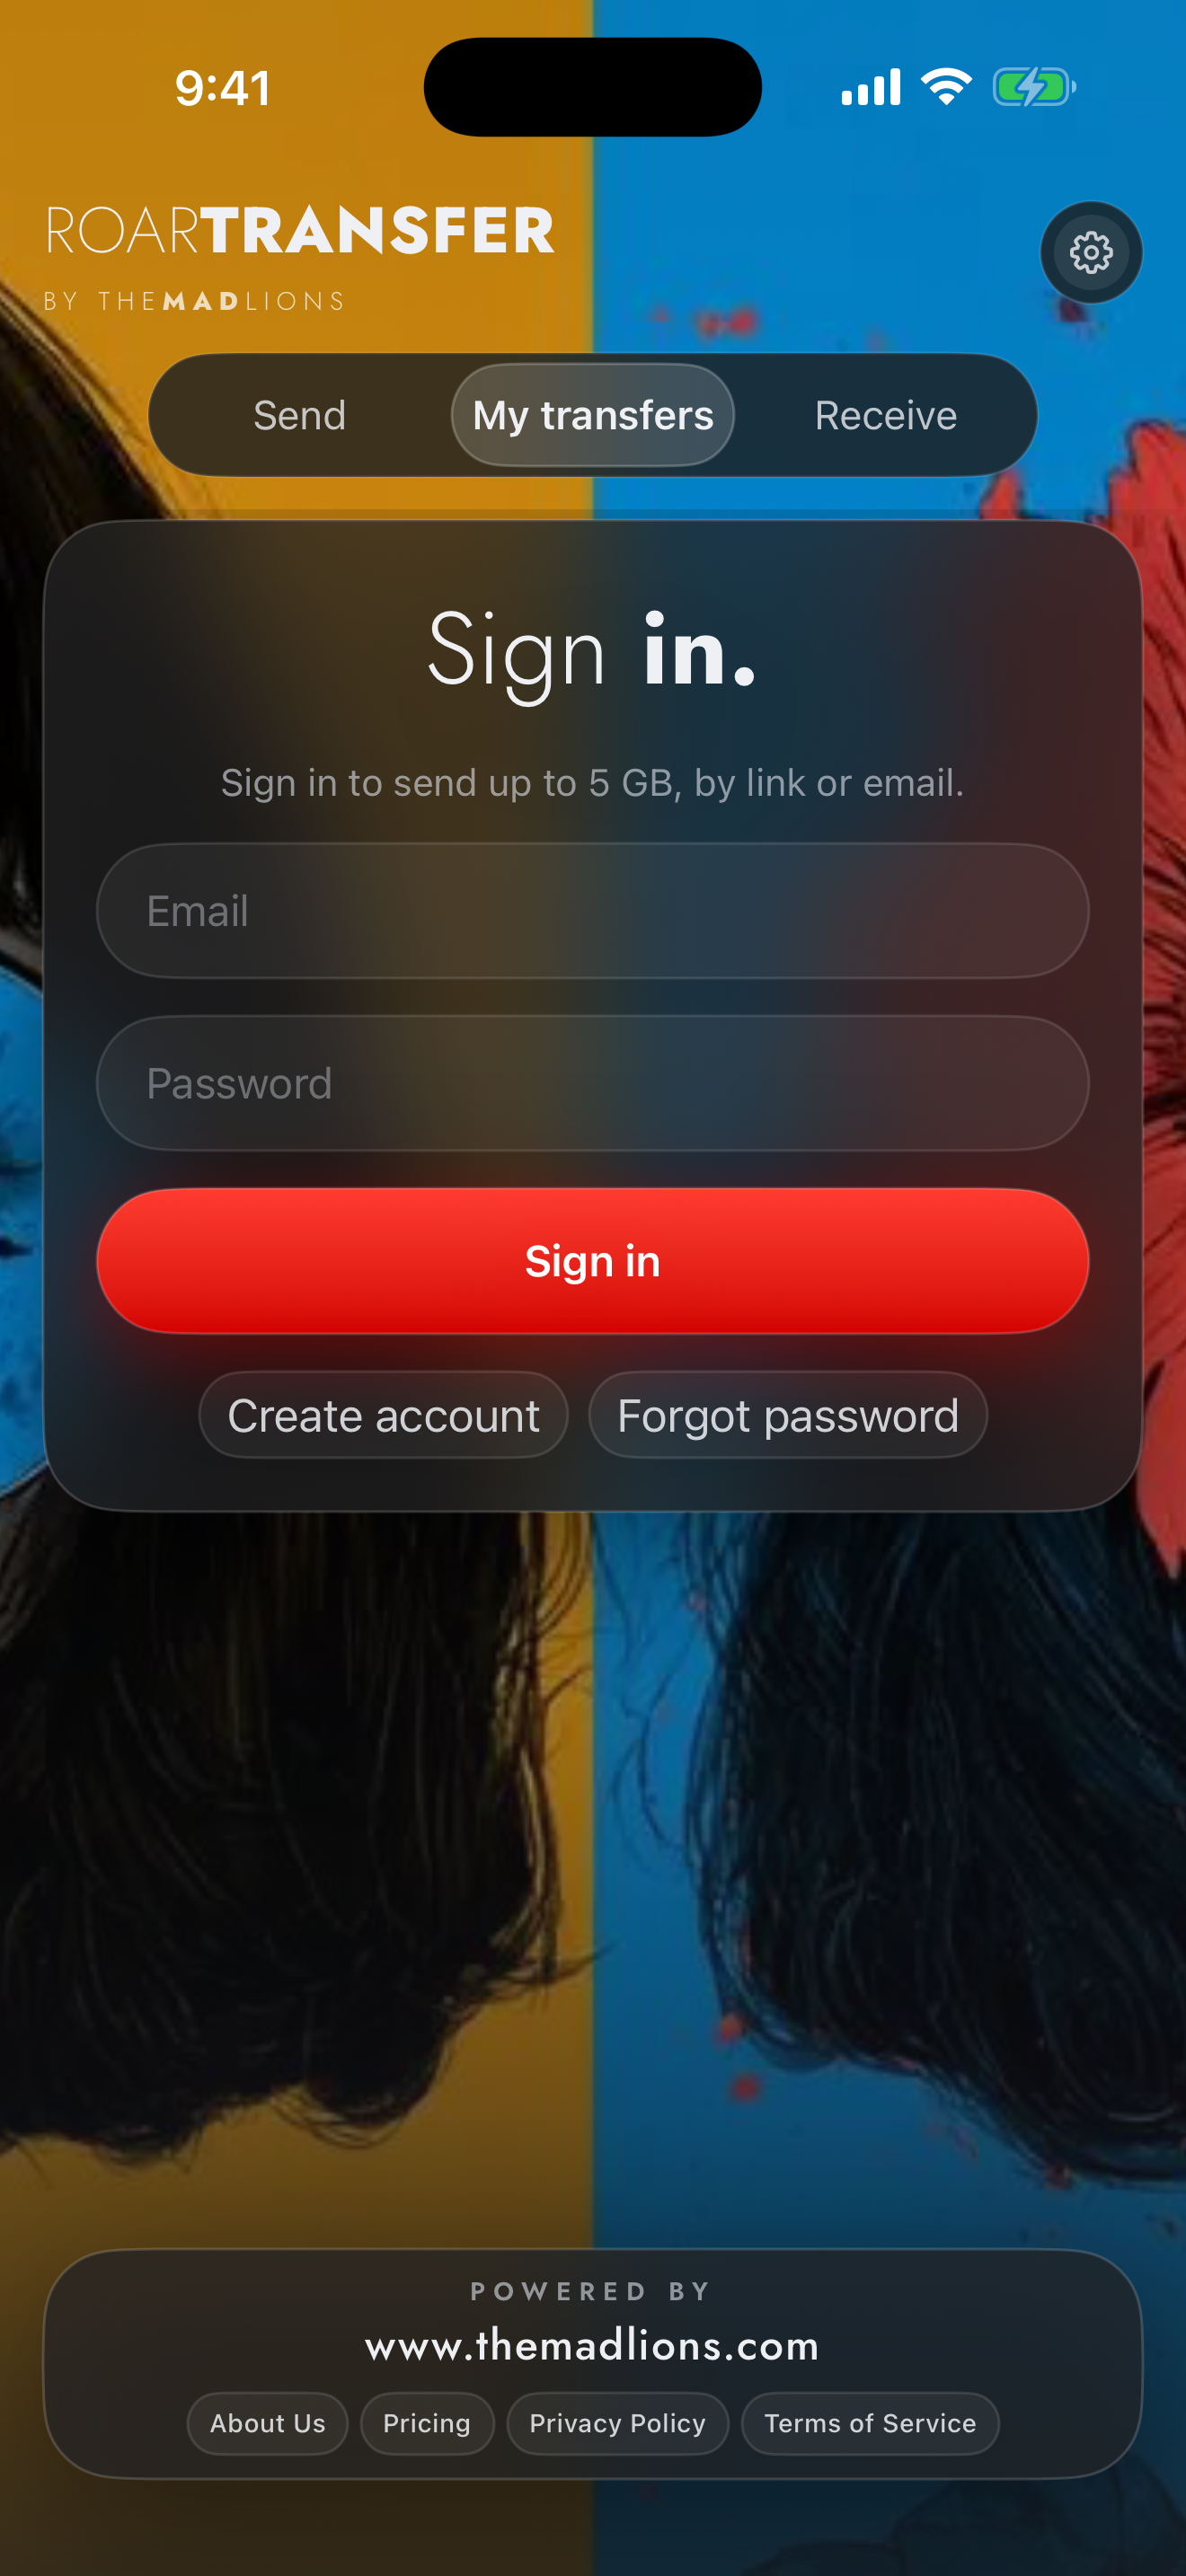 9:41
ROARTRANSFER
BY THEMADLIONS
Send
My transfers
Receive
Sign in.
Sign in to send up to 5 GB, by link or email.
Email
Password
Sign in
Create account
Forgot password
POWERED BY
www.themadlions.com
About Us
Pricing
Privacy Policy
Terms of Service